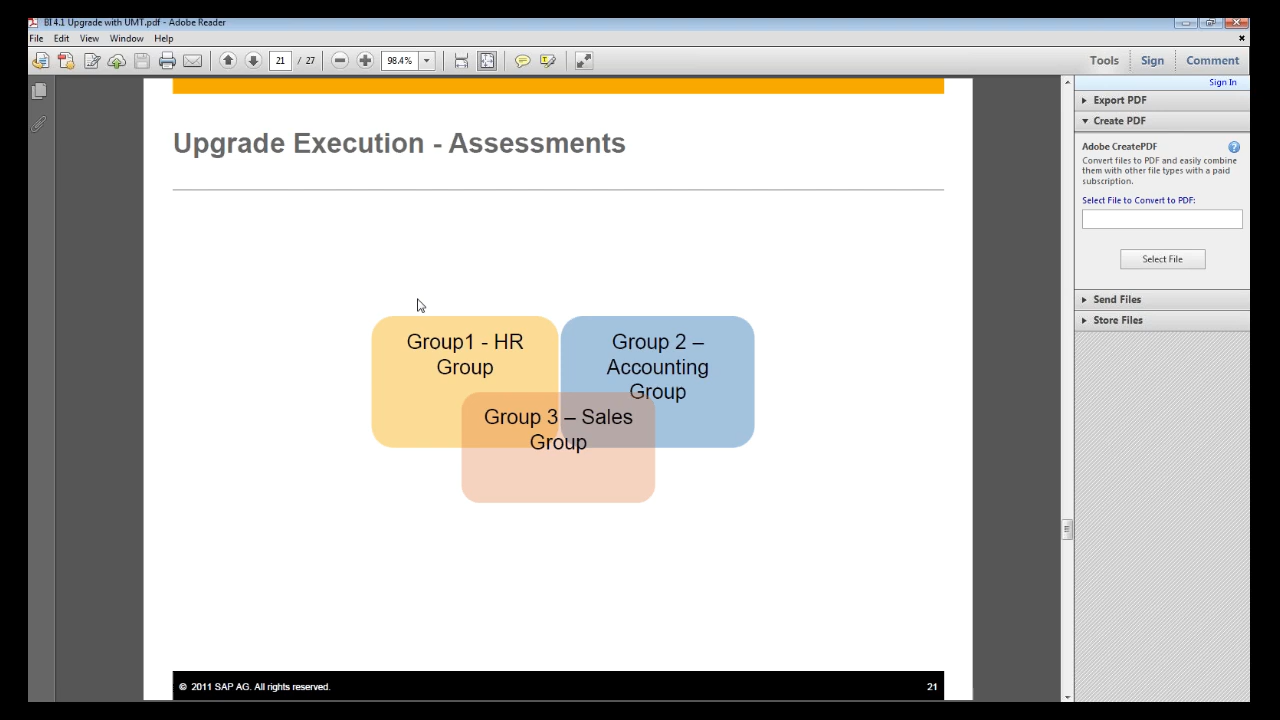 BI 4.1 Upgrade with UMT.pdf - Adobe Reader
File Edit View Window Help
21 / 27 98.4% Tools Sign Comment
Sign In
Export PDF
Create PDF
Adobe CreatePDF
Convert files to PDF and easily combine
them with other file types with a paid
subscription.
Select File to Convert to PDF:
Select File
Send Files
Store Files
Upgrade Execution - Assessments
Group1 - HR
Group
Group 2 –
Accounting
Group
Group 3 – Sales
Group
© 2011 SAP AG. All rights reserved. 21